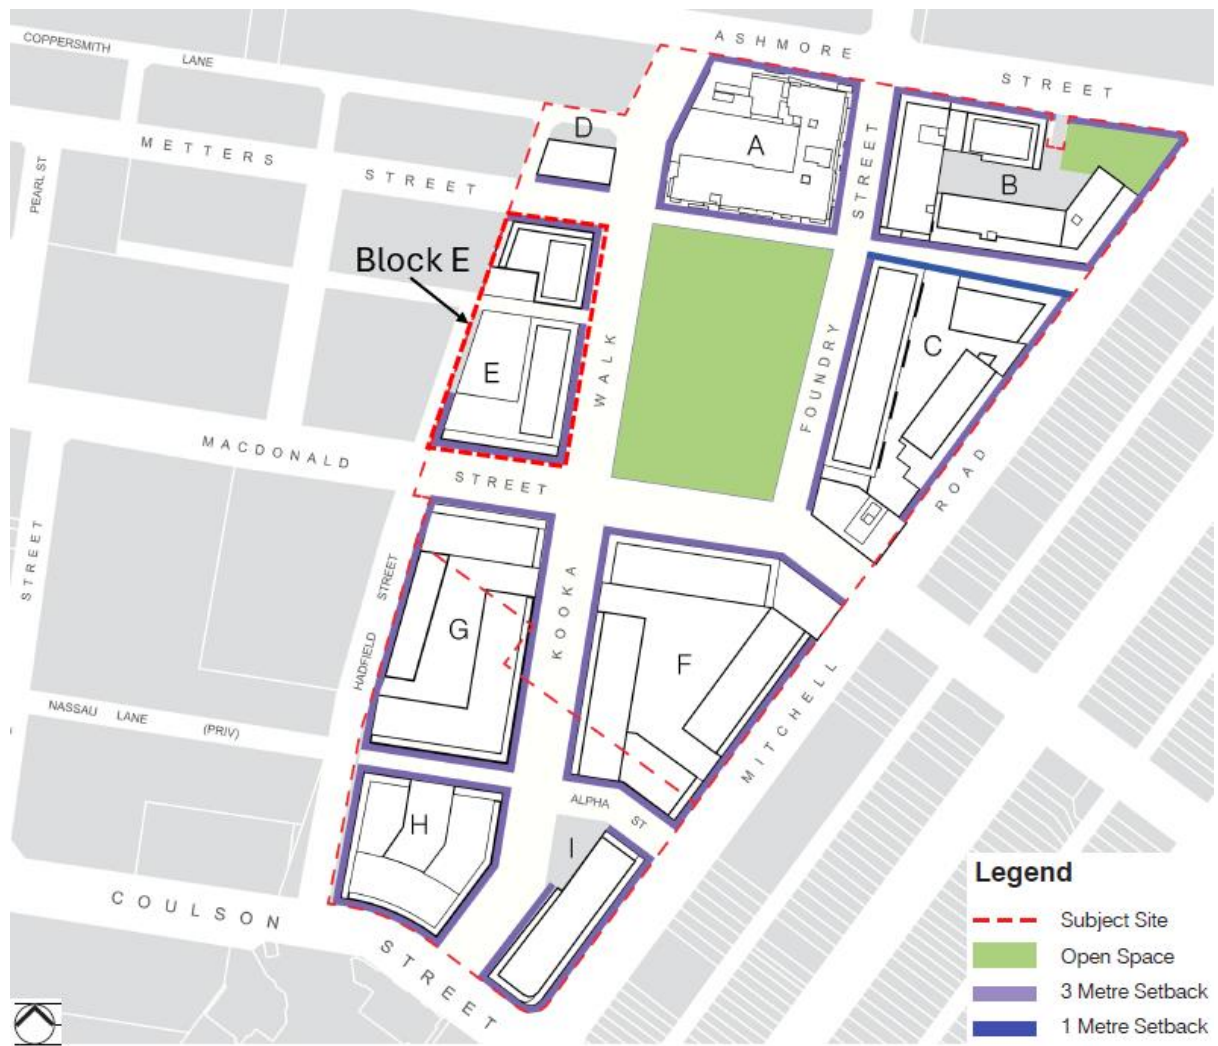 ASHMORE
STREET
COPPERSMITH
LANE
METTERS
STREET
PEARL ST
D
A
STREET
B
Block E
E
WALK
FOUNDRY
C
MACDONALD
STREET
ROAD
STREET
HADFIELD STREET
G
KOOKA
F
MITCHELL
NASSAU LANE (PRIV)
ALPHA ST
H
I
COULSON
STREET
Legend
Subject Site
Open Space
3 Metre Setback
1 Metre Setback